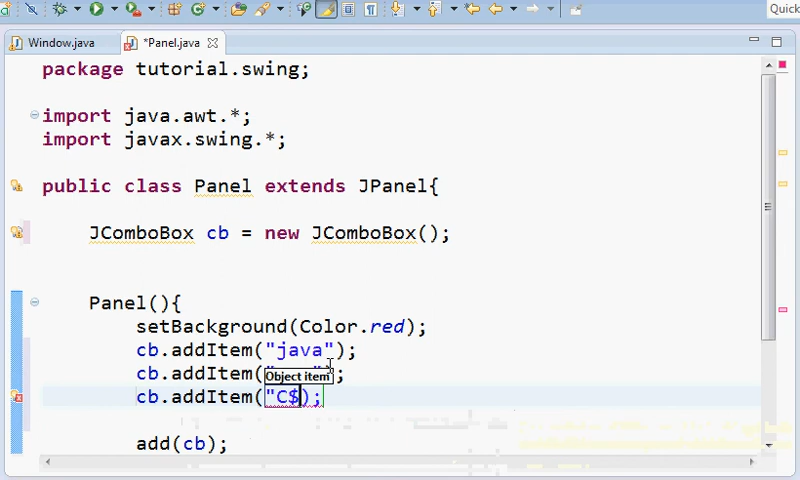 Quick
Window.java
*Panel.java
package tutorial.swing;
import java.awt.*;
import javax.swing.*;
public class Panel extends JPanel{
JComboBox cb = new JComboBox();
Panel(){
setBackground(Color.red);
cb.addItem("java");
cb.addItem( );
Object item
cb.addItem("C$);
add(cb);